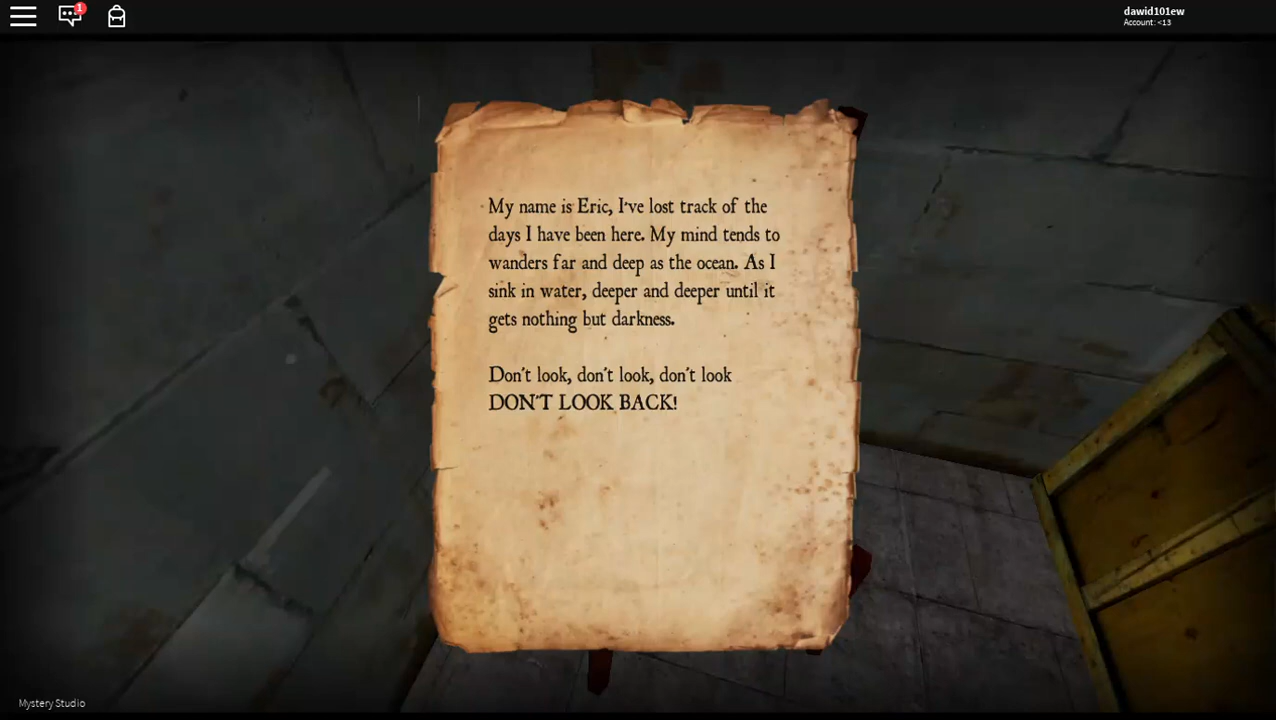 1
dawid101ew
Account: <13
My name is Eric, I've lost track of the
days I have been here. My mind tends to
wanders far and deep as the ocean. As I
sink in water, deeper and deeper until it
gets nothing but darkness.
Don't look, don't look, don't look
DON'T LOOK BACK!
Mystery Studio